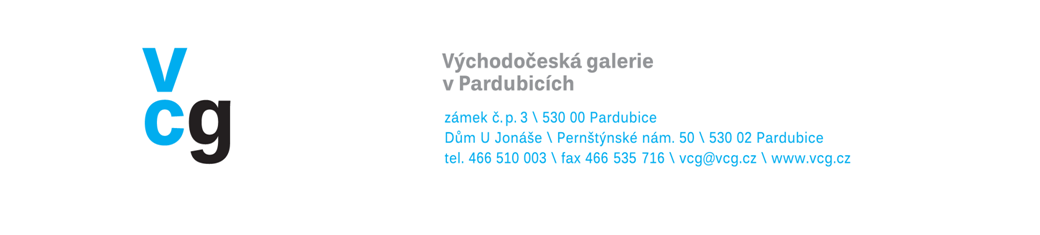 v
cg
Východočeská galerie
v Pardubicích
zámek č. p. 3 \ 530 00 Pardubice
Dům U Jonáše \ Pernštýnské nám. 50 \ 530 02 Pardubice
tel. 466 510 003 \ fax 466 535 716 \ vcg@vcg.cz \ www.vcg.cz